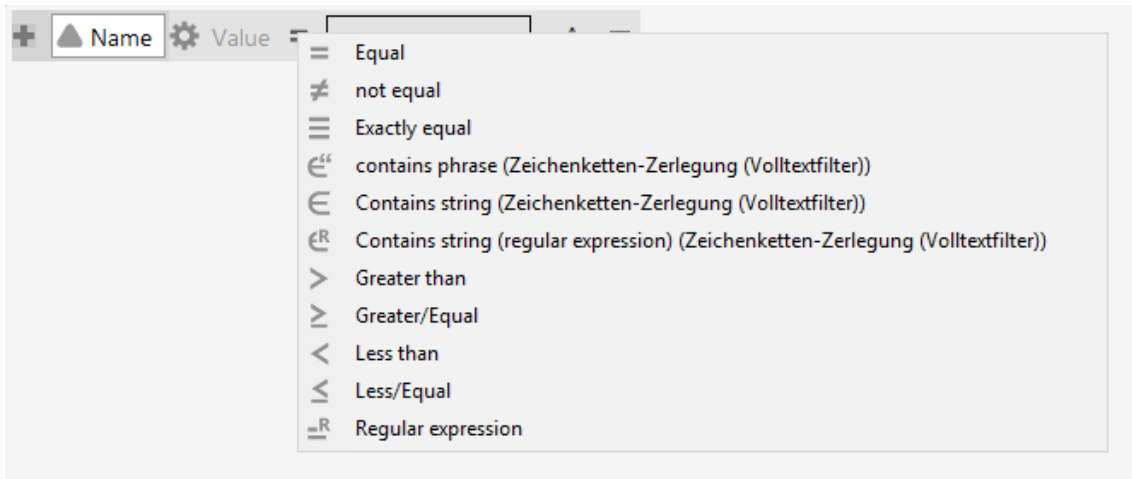 Name Value =
= Equal
≠ not equal
≡ Exactly equal
∈“ contains phrase (Zeichenketten-Zerlegung (Volltextfilter))
∈ Contains string (Zeichenketten-Zerlegung (Volltextfilter))
∈R Contains string (regular expression) (Zeichenketten-Zerlegung (Volltextfilter))
> Greater than
≥ Greater/Equal
< Less than
≤ Less/Equal
=R Regular expression